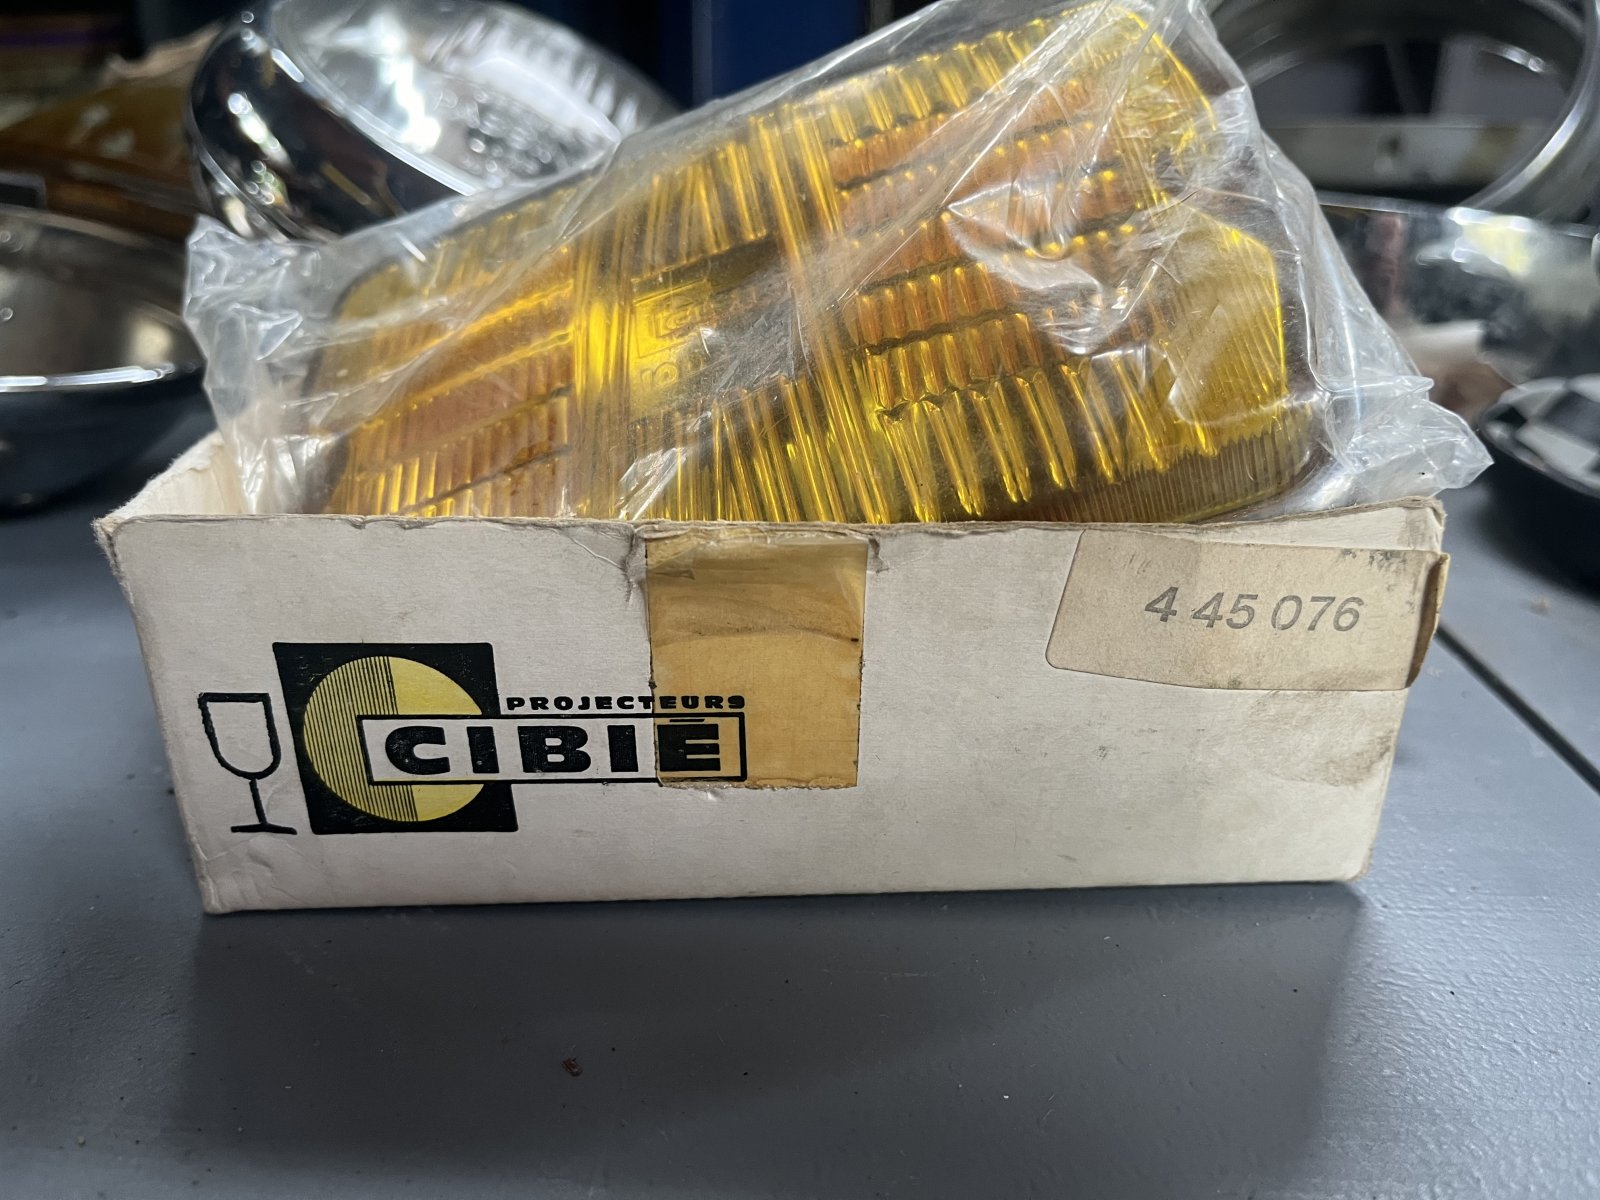 4 45 076
PROJECTEURS
CIBIÉ